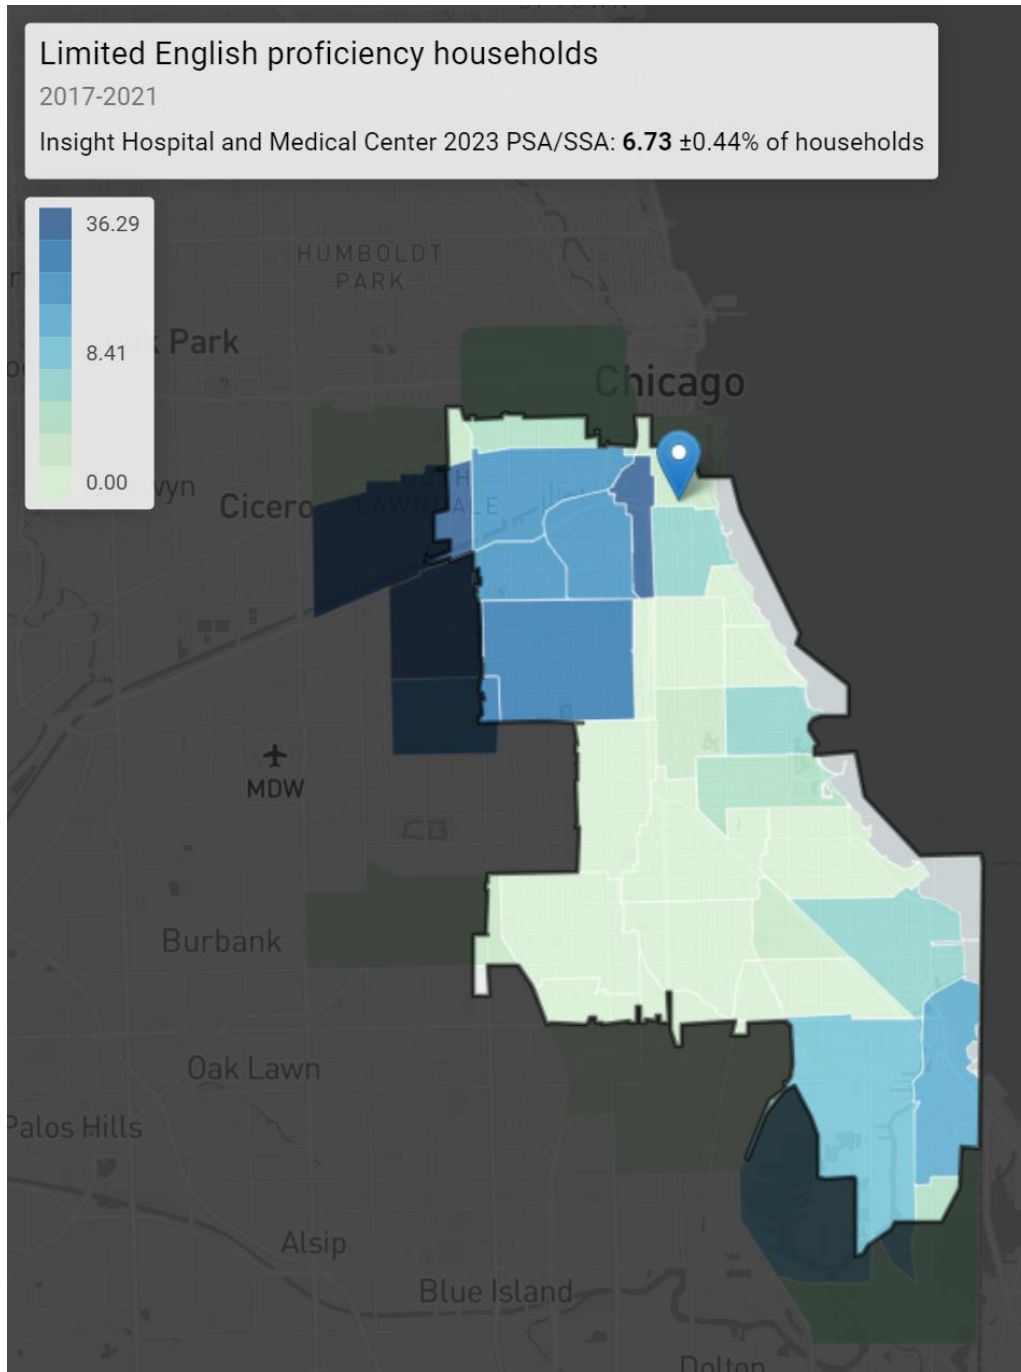 Limited English proficiency households
2017-2021
Insight Hospital and Medical Center 2023 PSA/SSA: 6.73 ±0.44% of households
36.29
8.41
0.00
HUMBOLDT
PARK
Park
Chicago
Cicero
MDW
Burbank
Oak Lawn
Palos Hills
Alsip
Blue Island
Dolton